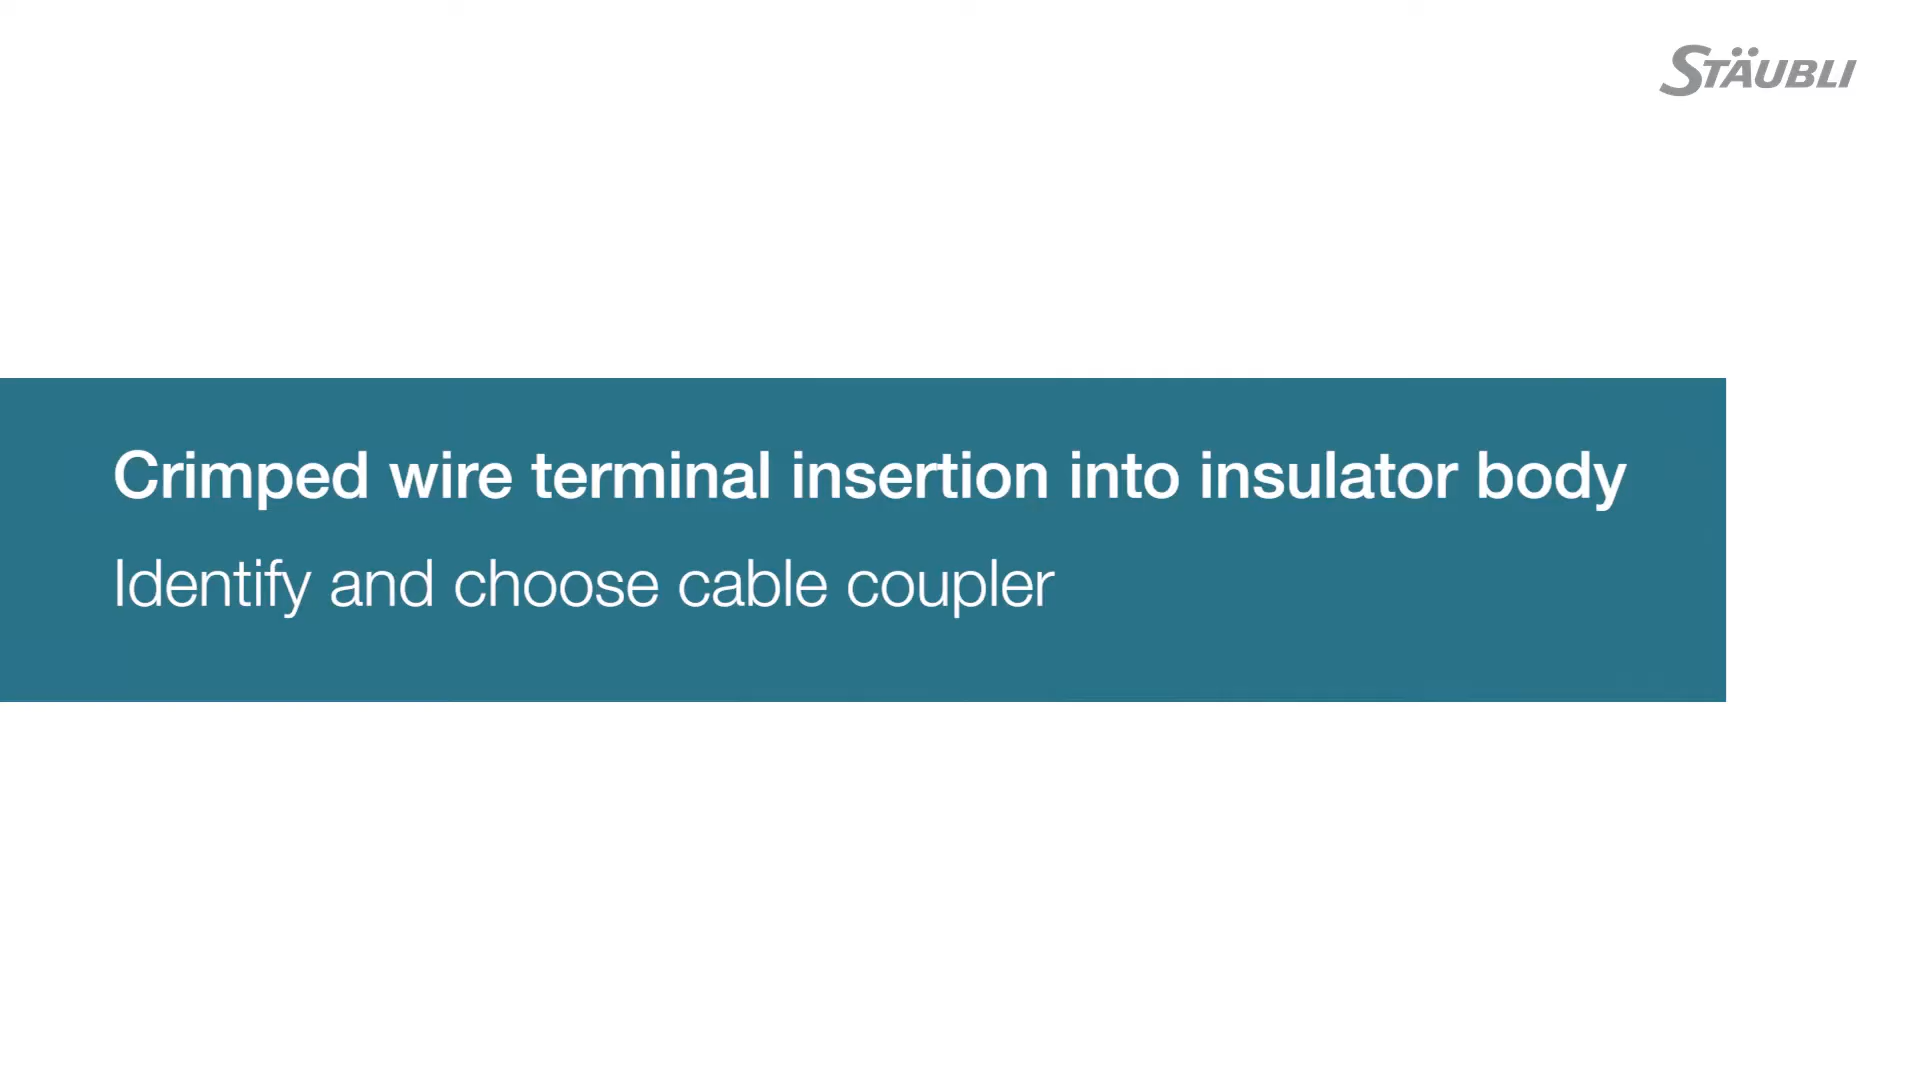 STÄUBLI
Crimped wire terminal insertion into insulator body
Identify and choose cable coupler